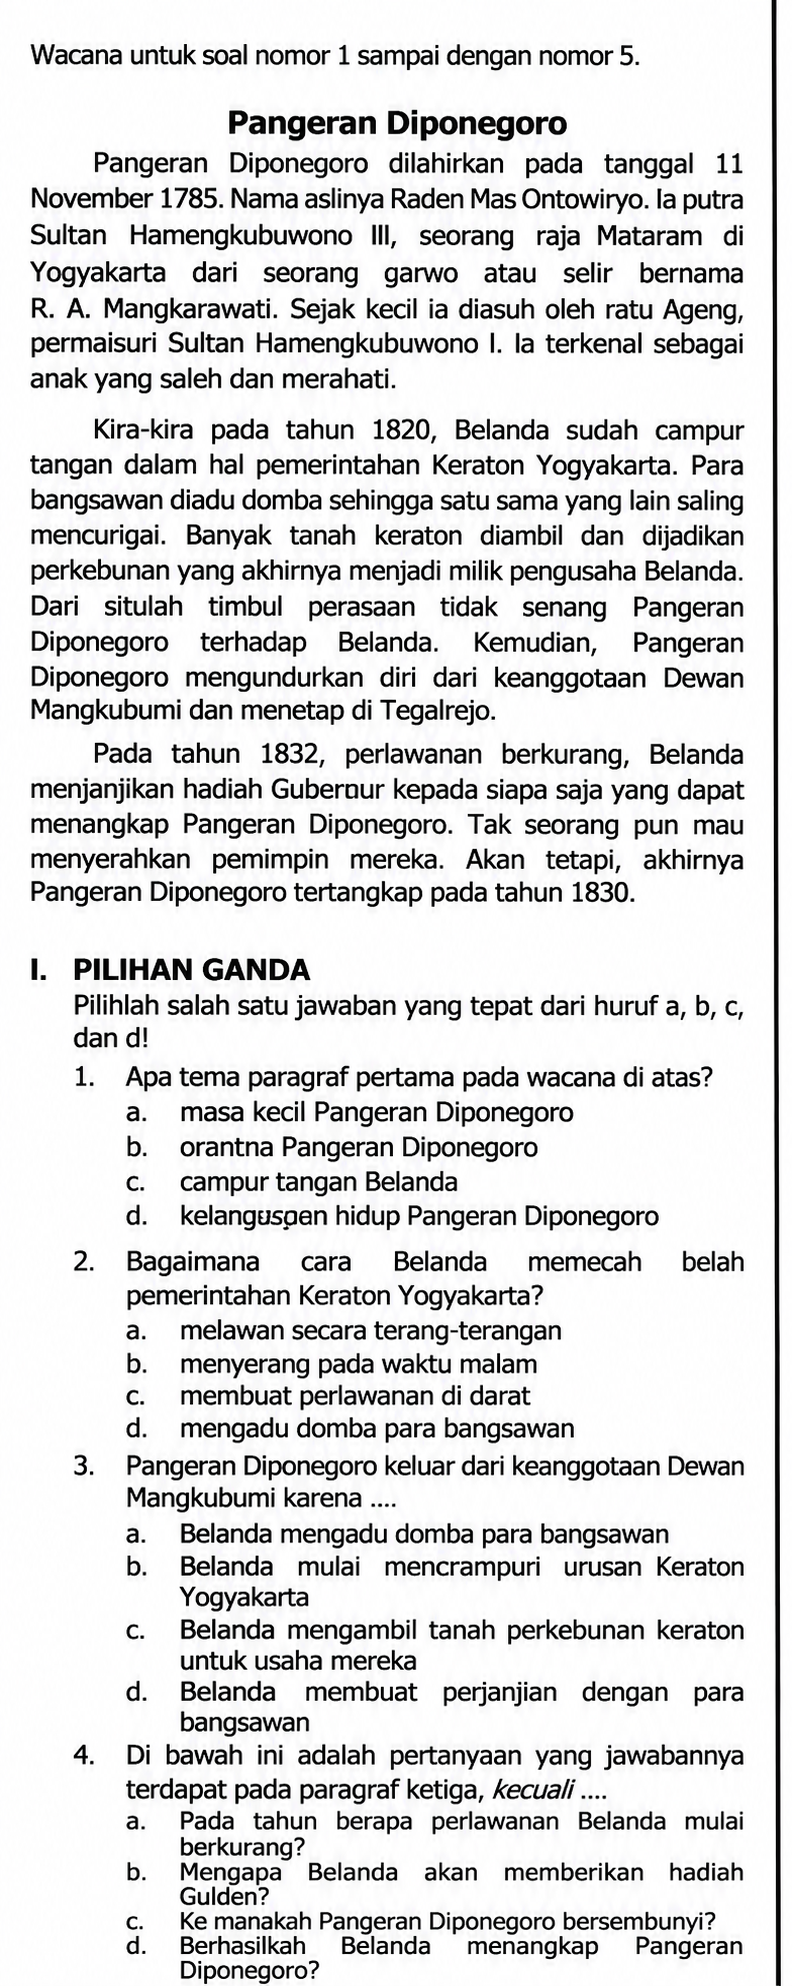 Wacana untuk soal nomor 1 sampai dengan nomor 5.
Pangeran Diponegoro
Pangeran Diponegoro dilahirkan pada tanggal 11
November 1785. Nama aslinya Raden Mas Ontowiryo. Ia putra
Sultan Hamengkubuwono III, seorang raja Mataram di
Yogyakarta dari seorang garwo atau selir bernama
R. A. Mangkarawati. Sejak kecil ia diasuh oleh ratu Ageng,
permaisuri Sultan Hamengkubuwono I. Ia terkenal sebagai
anak yang saleh dan merahati.
Kira-kira pada tahun 1820, Belanda sudah campur
tangan dalam hal pemerintahan Keraton Yogyakarta. Para
bangsawan diadu domba sehingga satu sama yang lain saling
mencurigai. Banyak tanah keraton diambil dan dijadikan
perkebunan yang akhirnya menjadi milik pengusaha Belanda.
Dari situlah timbul perasaan tidak senang Pangeran
Diponegoro terhadap Belanda. Kemudian, Pangeran
Diponegoro mengundurkan diri dari keanggotaan Dewan
Mangkubumi dan menetap di Tegalrejo.
Pada tahun 1832, perlawanan berkurang, Belanda
menjanjikan hadiah Gubernur kepada siapa saja yang dapat
menangkap Pangeran Diponegoro. Tak seorang pun mau
menyerahkan pemimpin mereka. Akan tetapi, akhirnya
Pangeran Diponegoro tertangkap pada tahun 1830.
I. PILIHAN GANDA
Pilihlah salah satu jawaban yang tepat dari huruf a, b, c,
dan d!
1. Apa tema paragraf pertama pada wacana di atas?
a. masa kecil Pangeran Diponegoro
b. orantna Pangeran Diponegoro
c. campur tangan Belanda
d. hidup Pangeran Diponegoro
2. Bagaimana cara Belanda memecah belah
pemerintahan Keraton Yogyakarta?
a. melawan secara terang-terangan
b. menyerang pada waktu malam
c. membuat perlawanan di darat
d. mengadu domba para bangsawan
3. Pangeran Diponegoro keluar dari keanggotaan Dewan
Mangkubumi karena ....
a. Belanda mengadu domba para bangsawan
b. Belanda mulai mencrampuri urusan Keraton
Yogyakarta
c. Belanda mengambil tanah perkebunan keraton
untuk usaha mereka
d. Belanda membuat perjanjian dengan para
bangsawan
4. Di bawah ini adalah pertanyaan yang jawabannya
terdapat pada paragraf ketiga, kecuali ....
a. Pada tahun berapa perlawanan Belanda mulai
berkurang?
b. Mengapa Belanda akan memberikan hadiah
Gulden?
c. Ke manakah Pangeran Diponegoro bersembunyi?
d. Berhasilkah Belanda menangkap Pangeran
Diponegoro?